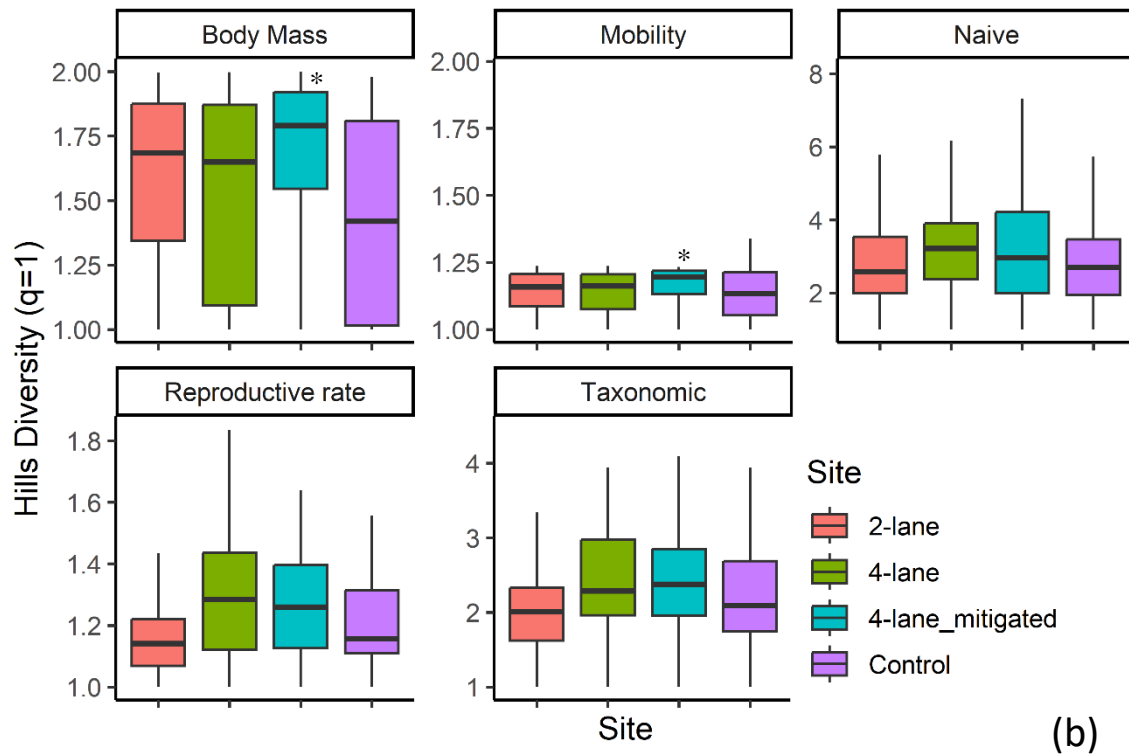 Body Mass
Mobility
Naive
2.00
1.75
1.50
1.25
1.00
*
2.00
1.75
1.50
1.25
1.00
*
8
6
4
2
Hills Diversity (q=1)
Reproductive rate
Taxonomic
1.8
1.6
1.4
1.2
1.0
4
3
2
1
Site
2-lane
4-lane
4-lane_mitigated
Control
Site
(b)